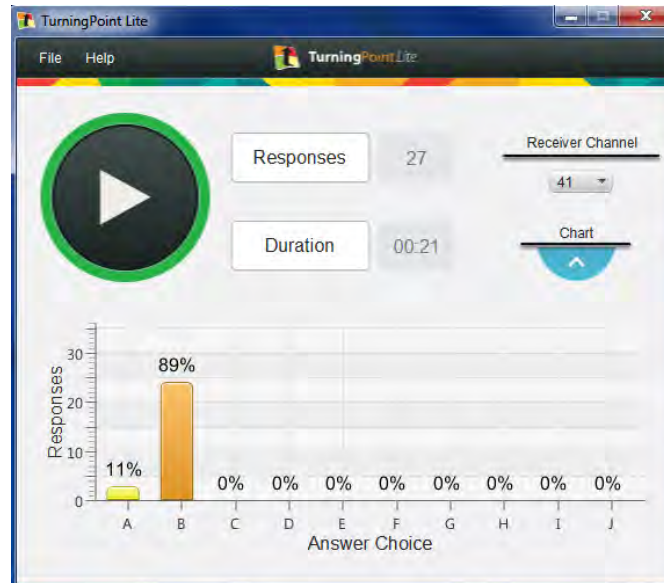 TurningPoint Lite
File Help
TurningPoint Lite
Responses 27
Receiver Channel
41
Duration 00:21
Chart
Responses
30
20
10
0
11% 89% 0% 0% 0% 0% 0% 0% 0% 0%
A B C D E F G H I J
Answer Choice